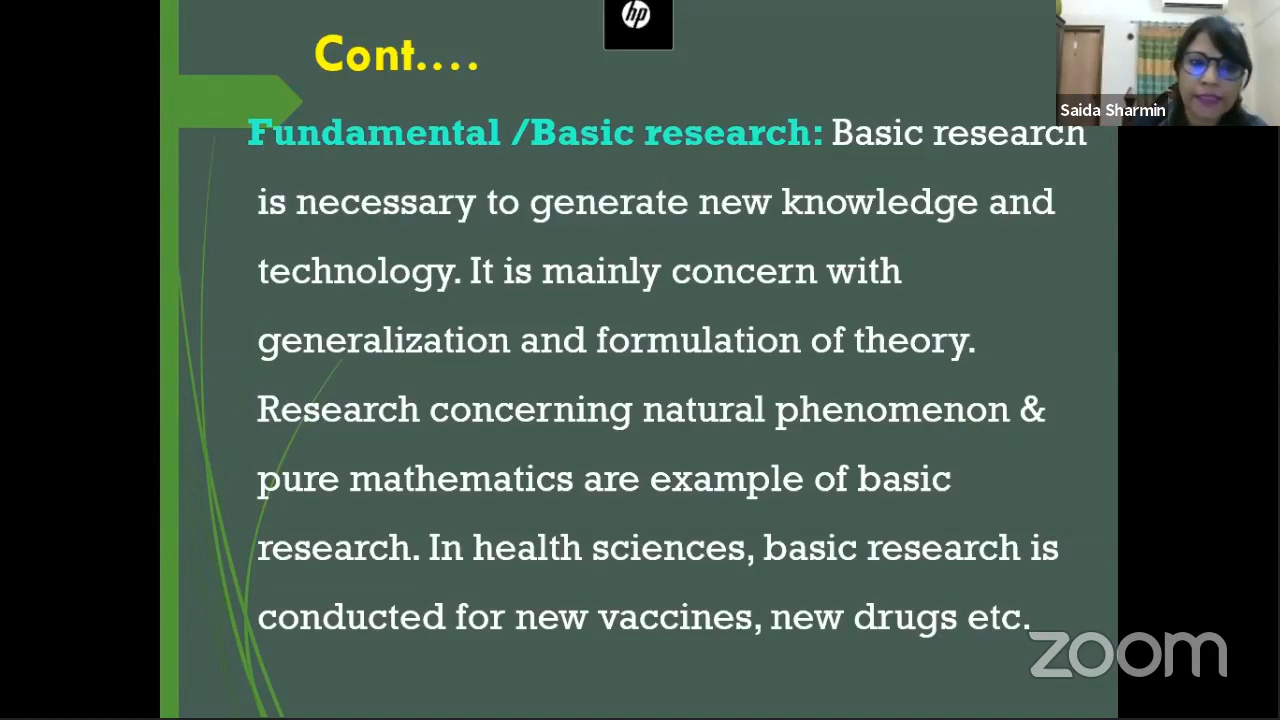 hp
Cont....
Saida Sharmin
Fundamental /Basic research: Basic research
is necessary to generate new knowledge and
technology. It is mainly concern with
generalization and formulation of theory.
Research concerning natural phenomenon &
pure mathematics are example of basic
research. In health sciences, basic research is
conducted for new vaccines, new drugs etc.
zoom